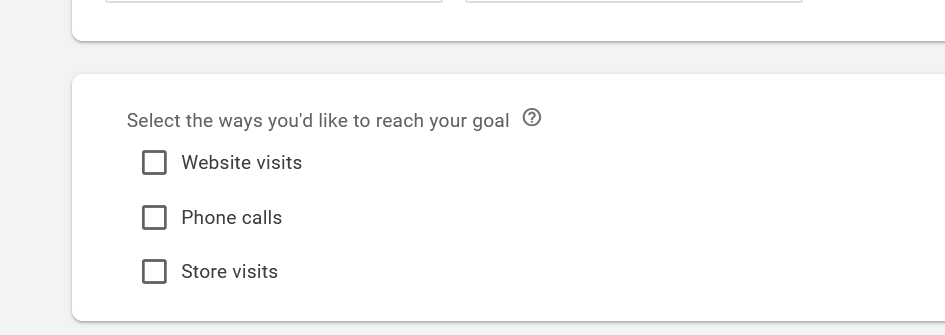 Select the ways you'd like to reach your goal
Website visits
Phone calls
Store visits